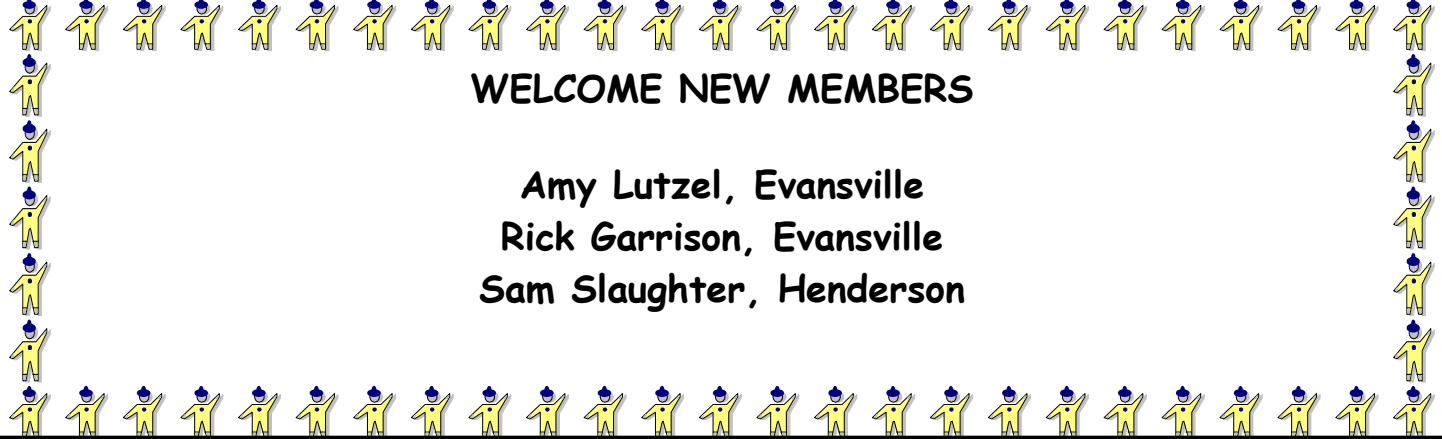 WELCOME NEW MEMBERS
Amy Lutzel, Evansville
Rick Garrison, Evansville
Sam Slaughter, Henderson